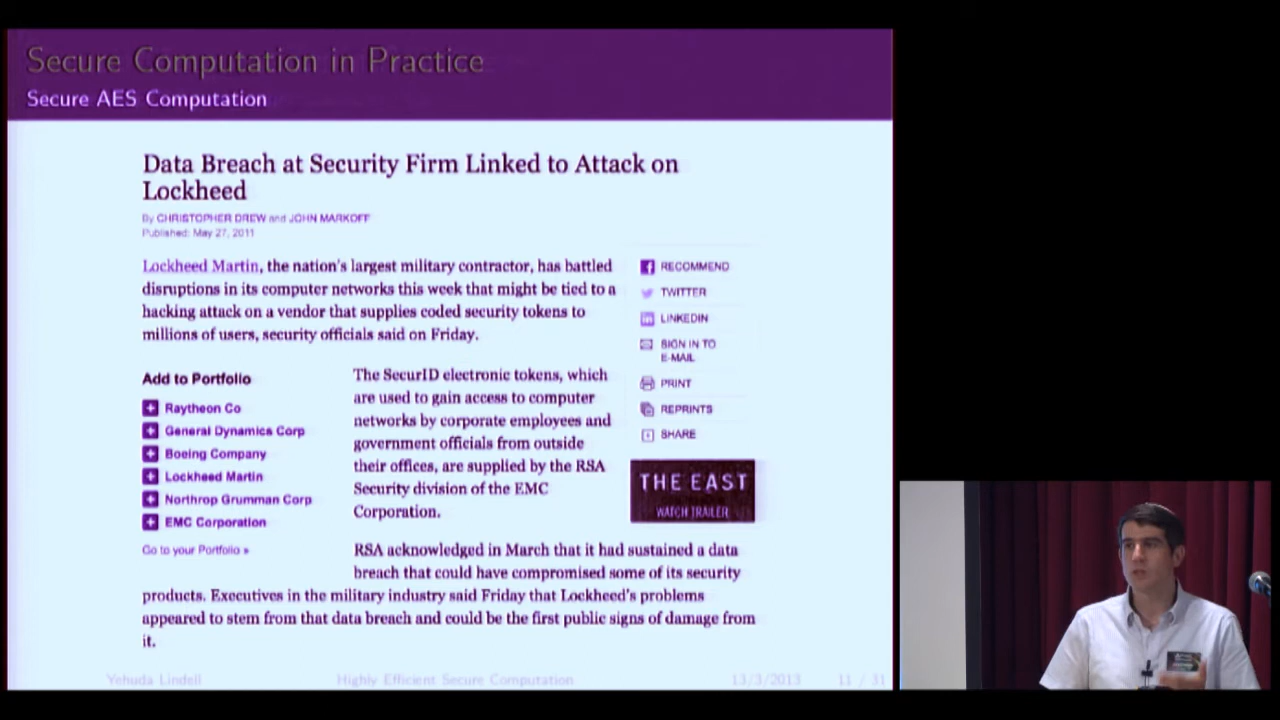 Secure Computation in Practice
Secure AES Computation
Data Breach at Security Firm Linked to Attack on
Lockheed
By CHRISTOPHER DREW and JOHN MARKOFF
Published: May 27, 2011
Lockheed Martin, the nation's largest military contractor, has battled
disruptions in its computer networks this week that might be tied to a
hacking attack on a vendor that supplies coded security tokens to
millions of users, security officials said on Friday.
RECOMMEND
TWITTER
LINKEDIN
SIGN IN TO
E-MAIL
PRINT
REPRINTS
SHARE
Add to Portfolio
Raytheon Co
General Dynamics Corp
Boeing Company
Lockheed Martin
Northrop Grumman Corp
EMC Corporation
Go to your Portfolio »
The SecurID electronic tokens, which
are used to gain access to computer
networks by corporate employees and
government officials from outside
their offices, are supplied by the RSA
Security division of the EMC
Corporation.
THE EAST
WATCH TRAILER
RSA acknowledged in March that it had sustained a data
breach that could have compromised some of its security
products. Executives in the military industry said Friday that Lockheed's problems
appeared to stem from that data breach and could be the first public signs of damage from
it.
Yehuda Lindell Highly Efficient Secure Computation 13/3/2013 11 / 31